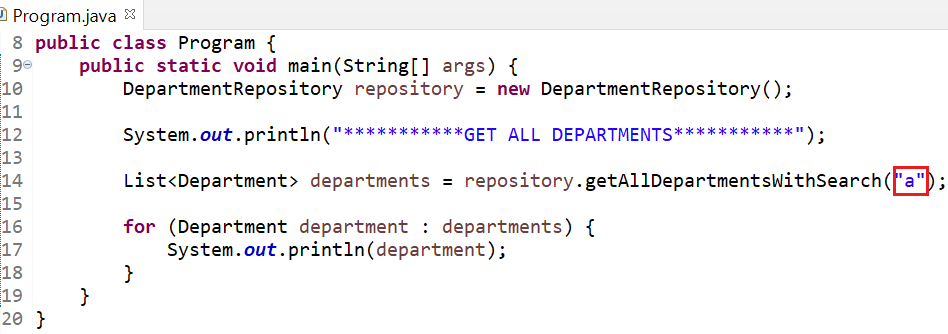 Program.java
8 public class Program {
9 public static void main(String[] args) {
10 DepartmentRepository repository = new DepartmentRepository();
11
12 System.out.println("***********GET ALL DEPARTMENTS***********");
13
14 List<Department> departments = repository.getAllDepartmentsWithSearch("a");
15
16 for (Department department : departments) {
17 System.out.println(department);
18 }
19 }
20 }